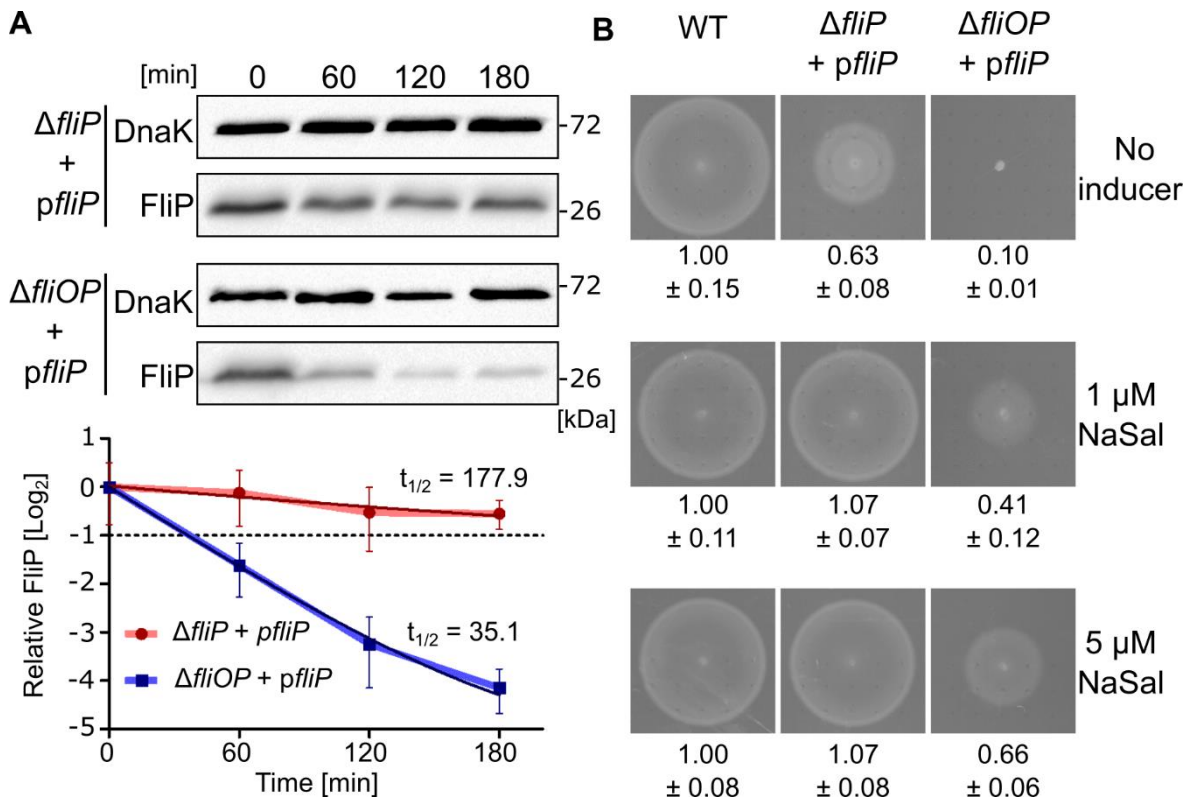 A
[min]
0 60 120 180
ΔfliP
+
pfliP
DnaK
-72
FliP
-26
ΔfliOP
+
pfliP
DnaK
-72
FliP
-26
[kDa]
Relative FliP [Log2]
1
0
-1
-2
-3
-4
-5
t1/2 = 177.9
t1/2 = 35.1
ΔfliP + pfliP
ΔfliOP + pfliP
0 60 120 180
Time [min]
B
WT
ΔfliP
+ pfliP
ΔfliOP
+ pfliP
No
inducer
1.00 0.63 0.10
± 0.15 ± 0.08 ± 0.01
1 µM
NaSal
1.00 1.07 0.41
± 0.11 ± 0.07 ± 0.12
5 µM
NaSal
1.00 1.07 0.66
± 0.08 ± 0.08 ± 0.06